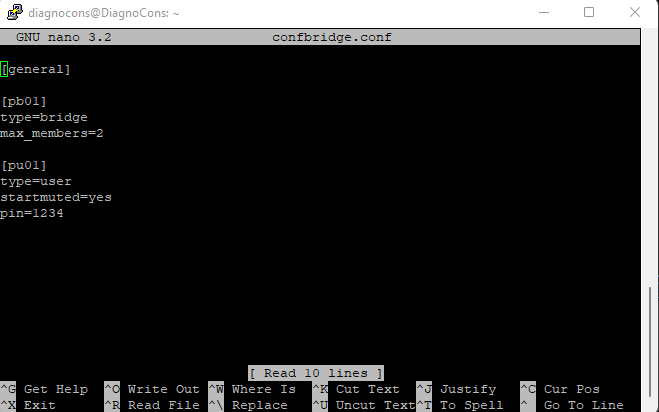 diagnocons@DiagnoCons: ~
GNU nano 3.2 confbridge.conf
[general]
[pb01]
type=bridge
max_members=2
[pu01]
type=user
startmuted=yes
pin=1234
[ Read 10 lines ]
^G Get Help ^O Write Out ^W Where Is ^K Cut Text ^J Justify ^C Cur Pos
^X Exit ^R Read File ^\ Replace ^U Uncut Text ^T To Spell ^_ Go To Line